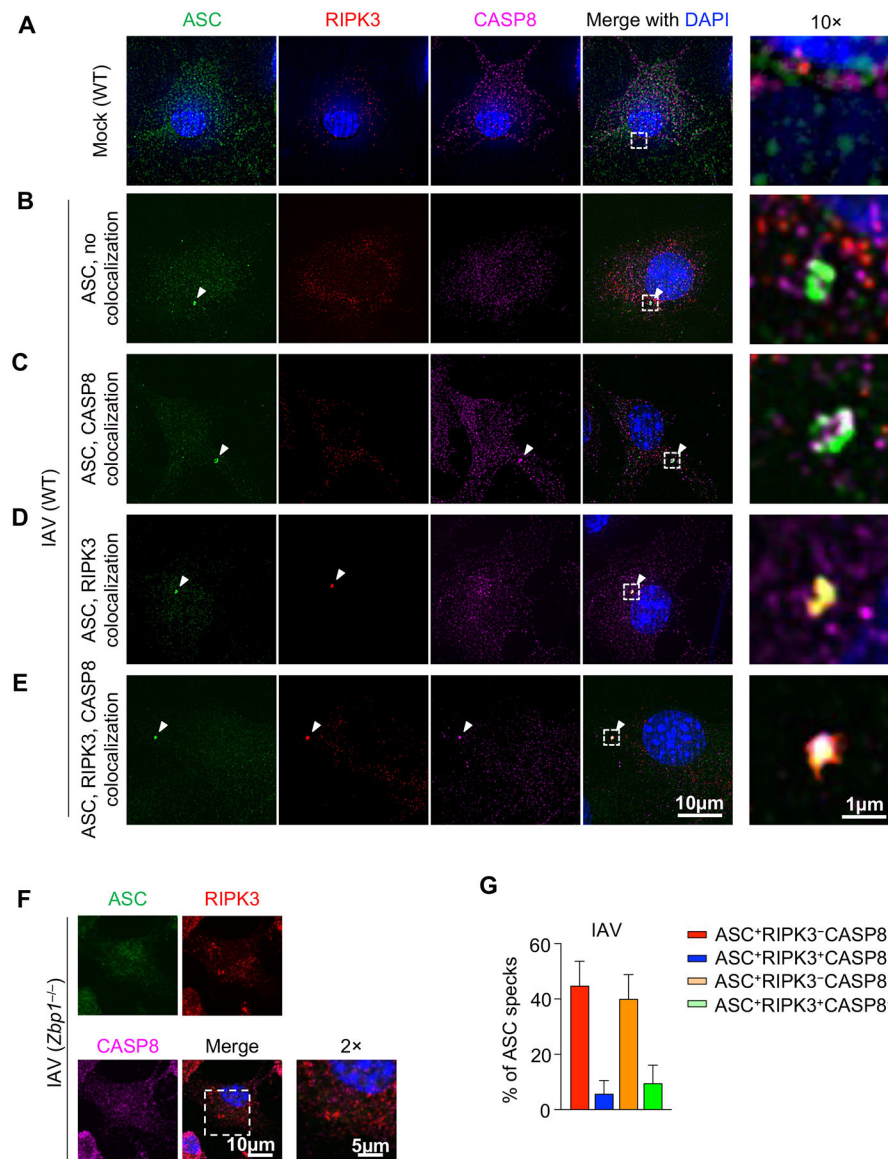 A
ASC
RIPK3
CASP8
Merge with DAPI
10×
Mock (WT)
B
IAV (WT)
ASC, no
colocalization
C
ASC, CASP8
colocalization
D
ASC, RIPK3
colocalization
E
ASC, RIPK3, CASP8
colocalization
10μm
1μm
F
IAV (Zbp1⁻/⁻)
ASC
RIPK3
CASP8
Merge
2×
10μm
5μm
G
IAV
% of ASC specks
60
40
20
0
ASC⁺RIPK3⁻CASP8
ASC⁺RIPK3⁺CASP8
ASC⁺RIPK3⁻CASP8
ASC⁺RIPK3⁺CASP8